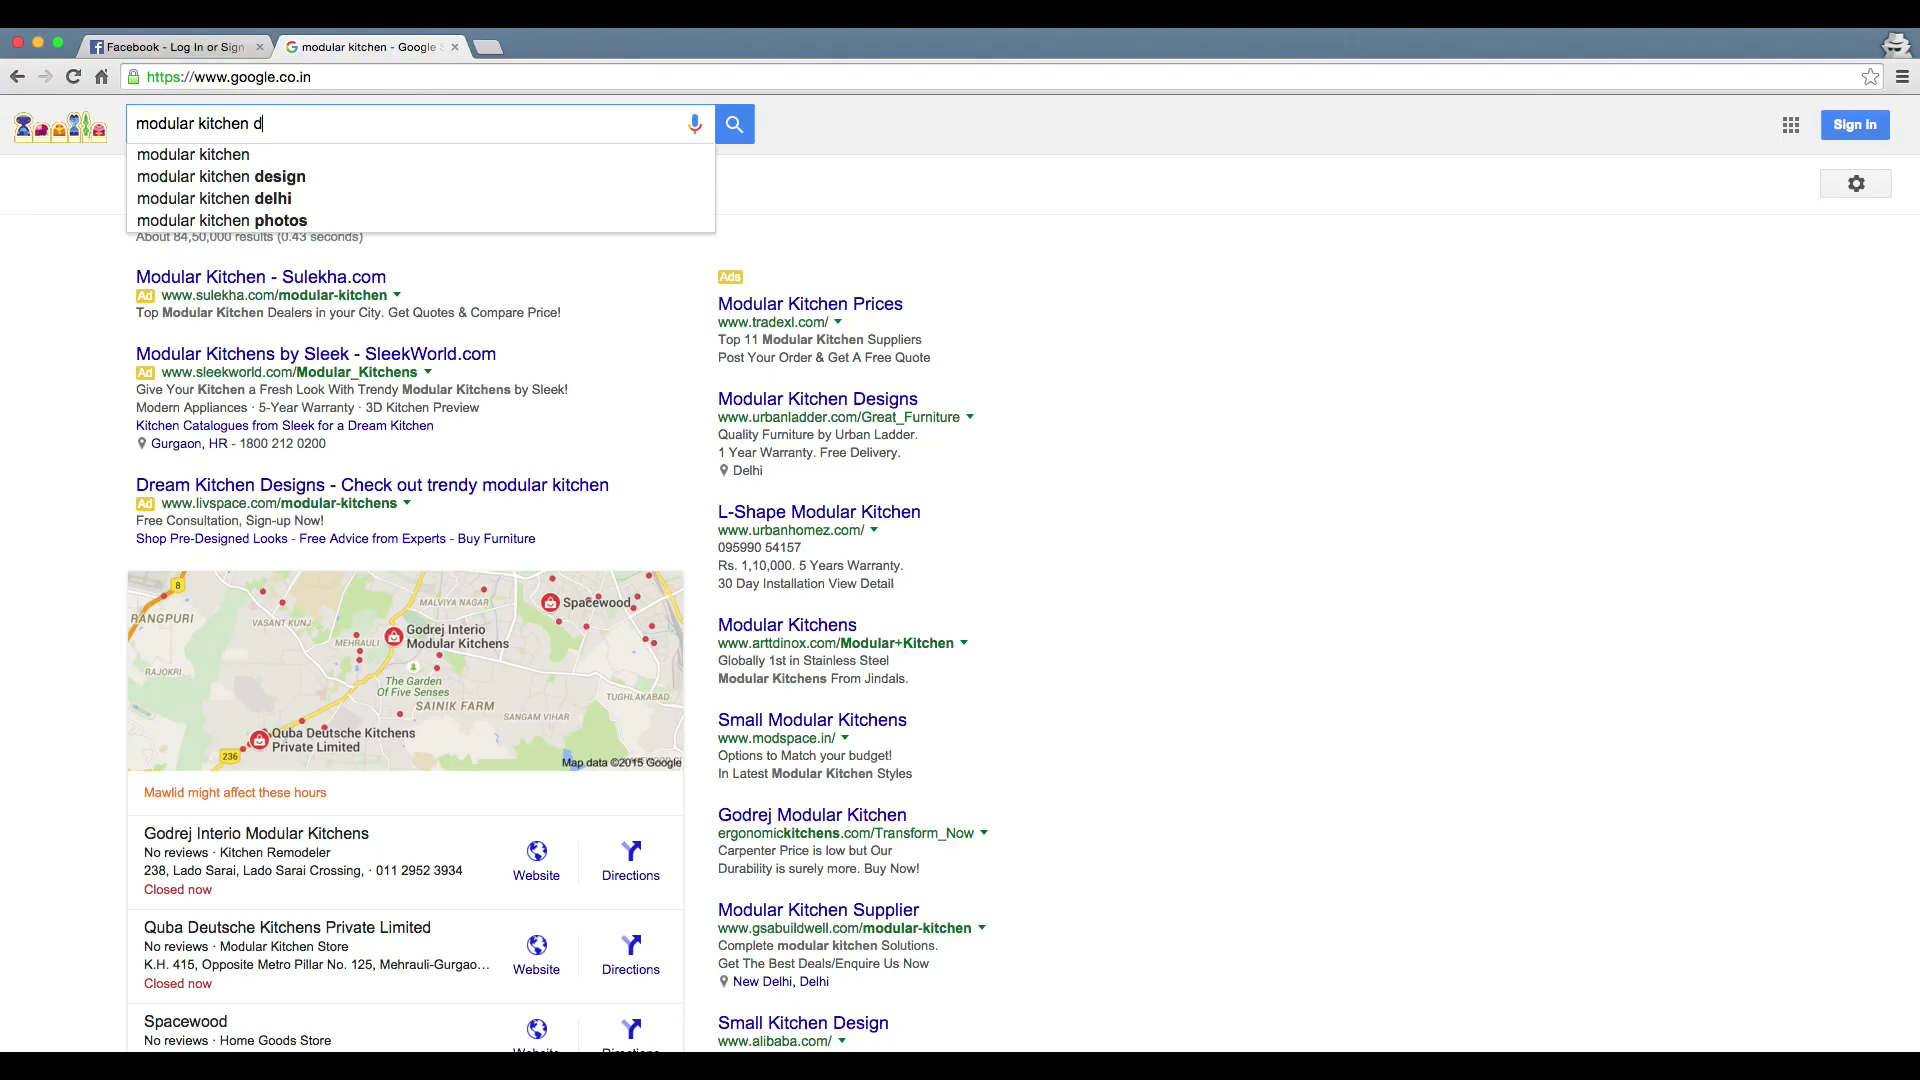 Facebook - Log In or Sign
modular kitchen - Google
https://www.google.co.in
modular kitchen d
Sign in
modular kitchen
modular kitchen design
modular kitchen delhi
modular kitchen photos
About 84,50,000 results (0.43 seconds)
Modular Kitchen - Sulekha.com
Ad www.sulekha.com/modular-kitchen
Top Modular Kitchen Dealers in your City. Get Quotes & Compare Price!
Modular Kitchens by Sleek - SleekWorld.com
Ad www.sleekworld.com/Modular_Kitchens
Give Your Kitchen a Fresh Look With Trendy Modular Kitchens by Sleek!
Modern Appliances · 5-Year Warranty · 3D Kitchen Preview
Kitchen Catalogues from Sleek for a Dream Kitchen
Gurgaon, HR - 1800 212 0200
Dream Kitchen Designs - Check out trendy modular kitchen
Ad www.livspace.com/modular-kitchens
Free Consultation, Sign-up Now!
Shop Pre-Designed Looks - Free Advice from Experts - Buy Furniture
8
RANGPURI
VASANT KUNJ
MALVIYA NAGAR
Spacewood
MEHRAULI
Godrej Interio
Modular Kitchens
RAJOKRI
The Garden
Of Five Senses
SAINIK FARM
TUGHLAKABAD
SANGAM VIHAR
Quba Deutsche Kitchens
Private Limited
236
Map data ©2015 Google
Mawlid might affect these hours
Godrej Interio Modular Kitchens
No reviews · Kitchen Remodeler
238, Lado Sarai, Lado Sarai Crossing, · 011 2952 3934
Closed now
Website
Directions
Quba Deutsche Kitchens Private Limited
No reviews · Modular Kitchen Store
K.H. 415, Opposite Metro Pillar No. 125, Mehrauli-Gurgao…
Closed now
Website
Directions
Spacewood
No reviews · Home Goods Store
Website
Directions
Ads
Modular Kitchen Prices
www.tradexl.com/
Top 11 Modular Kitchen Suppliers
Post Your Order & Get A Free Quote
Modular Kitchen Designs
www.urbanladder.com/Great_Furniture
Quality Furniture by Urban Ladder.
1 Year Warranty. Free Delivery.
Delhi
L-Shape Modular Kitchen
www.urbanhomez.com/
095990 54157
Rs. 1,10,000. 5 Years Warranty.
30 Day Installation View Detail
Modular Kitchens
www.arttdinox.com/Modular+Kitchen
Globally 1st in Stainless Steel
Modular Kitchens From Jindals.
Small Modular Kitchens
www.modspace.in/
Options to Match your budget!
In Latest Modular Kitchen Styles
Godrej Modular Kitchen
ergonomickitchens.com/Transform_Now
Carpenter Price is low but Our
Durability is surely more. Buy Now!
Modular Kitchen Supplier
www.gsabuildwell.com/modular-kitchen
Complete modular kitchen Solutions.
Get The Best Deals/Enquire Us Now
New Delhi, Delhi
Small Kitchen Design
www.alibaba.com/